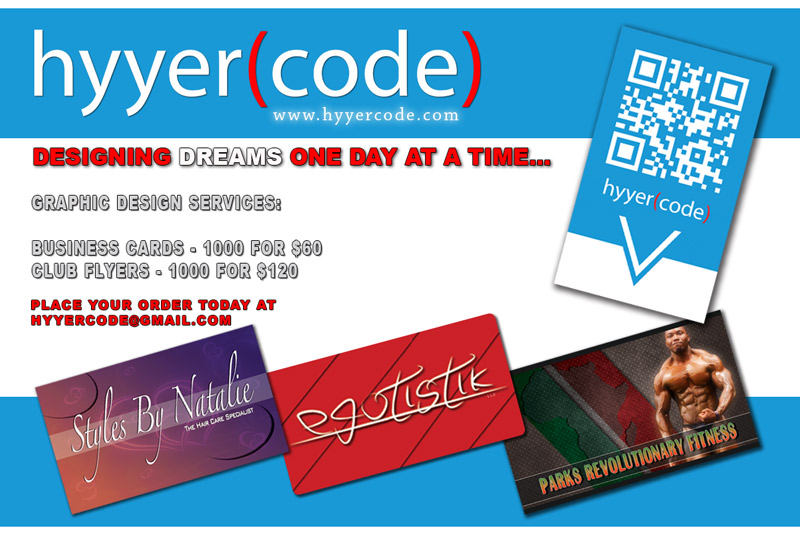 hyyer(code)
www.hyyercode.com
DESIGNING DREAMS ONE DAY AT A TIME...
GRAPHIC DESIGN SERVICES:
BUSINESS CARDS - 1000 FOR $60
CLUB FLYERS - 1000 FOR $120
PLACE YOUR ORDER TODAY AT
HYYERCODE@GMAIL.COM
hyyer(code)
Styles By Natalie
THE HAIR CARE SPECIALIST
egotistik
PARKS REVOLUTIONARY FITNESS